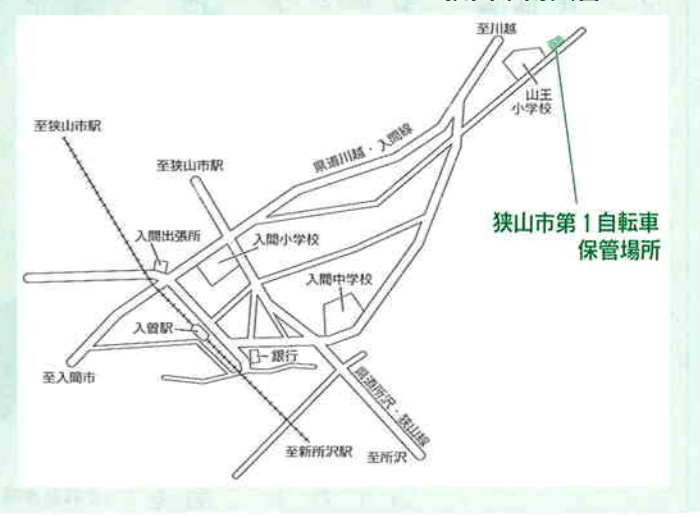 至川越
山王
小学校
至狭山市駅
県道川越・入間線
至狭山市駅
狭山市第1自転車
保管場所
入間出張所
入間小学校
入間中学校
入曽駅
銀行
至入間市
県道所沢・狭山線
至新所沢駅
至所沢